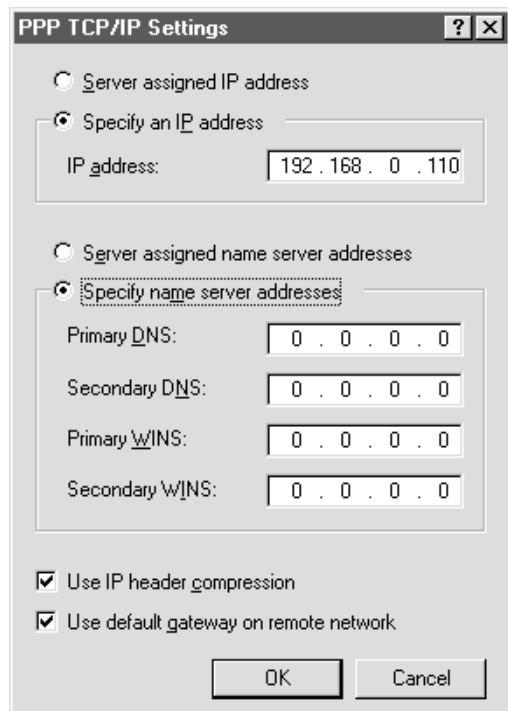 PPP TCP/IP Settings
Server assigned IP address
Specify an IP address
IP address: 192 . 168 . 0 . 110
Server assigned name server addresses
Specify name server addresses
Primary DNS: 0 . 0 . 0 . 0
Secondary DNS: 0 . 0 . 0 . 0
Primary WINS: 0 . 0 . 0 . 0
Secondary WINS: 0 . 0 . 0 . 0
Use IP header compression
Use default gateway on remote network
OK Cancel